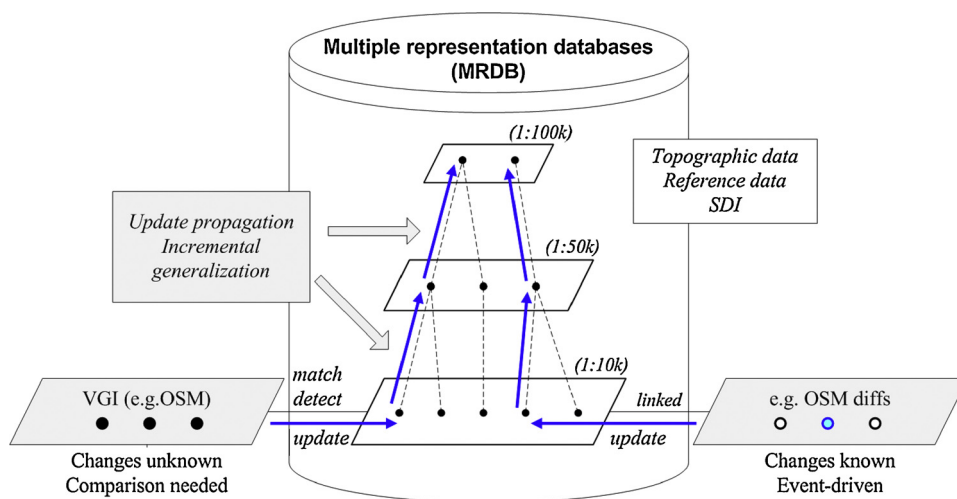 Multiple representation databases
(MRDB)
(1:100k)
Topographic data
Reference data
SDI
Update propagation
Incremental
generalization
(1:50k)
(1:10k)
match
detect
update
VGI (e.g.OSM)
Changes unknown
Comparison needed
linked
update
e.g. OSM diffs
Changes known
Event-driven